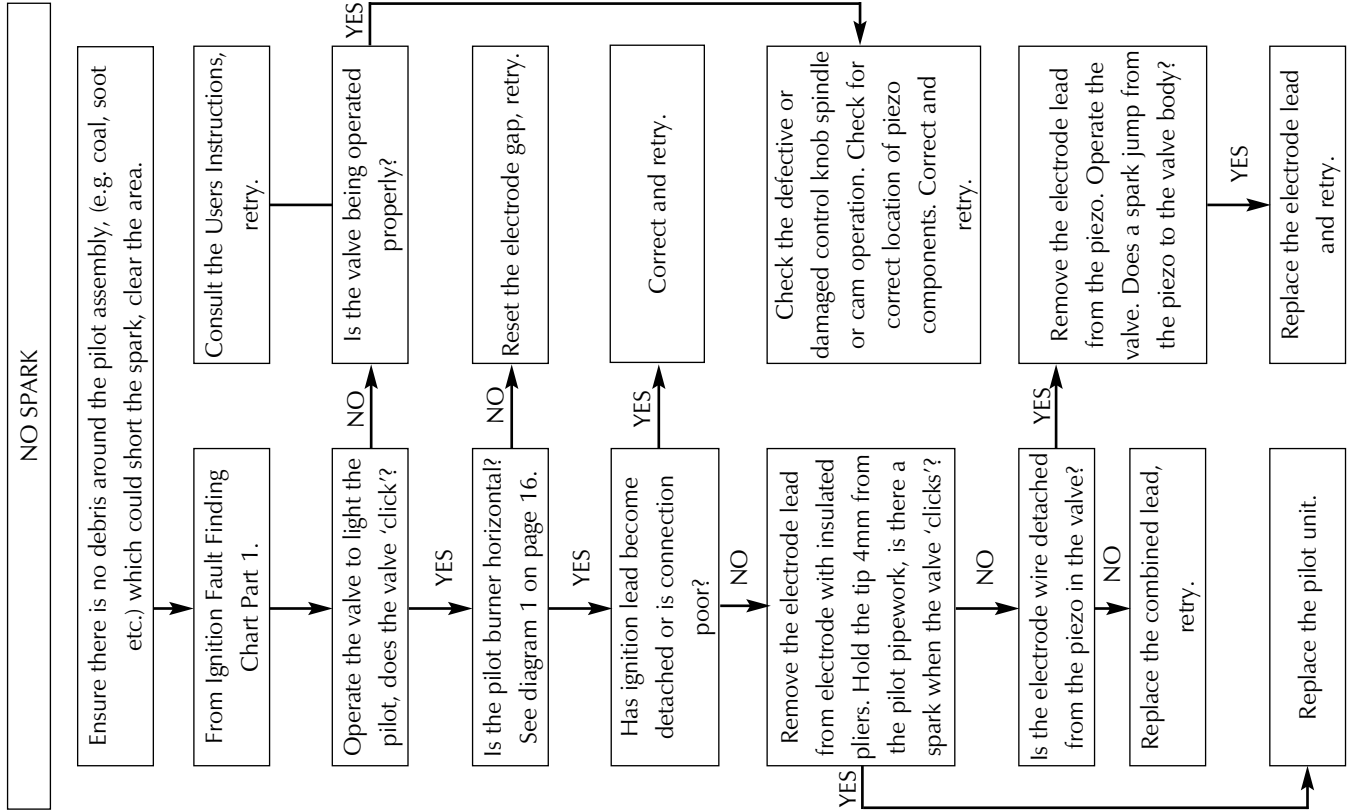 NO SPARK
Ensure there is no debris around the pilot assembly, (e.g. coal, soot
etc.) which could short the spark, clear the area.
From Ignition Fault Finding
Chart Part 1.
Consult the Users Instructions,
retry.
Operate the valve to light the
pilot, does the valve ‘click’?
NO
Is the valve being operated
properly?
YES
YES
Is the pilot burner horizontal?
See diagram 1 on page 16.
NO
Reset the electrode gap, retry.
YES
Has ignition lead become
detached or is connection
poor?
YES
Correct and retry.
NO
Remove the electrode lead
from electrode with insulated
pliers. Hold the tip 4mm from
the pilot pipework, is there a
spark when the valve ‘clicks’?
YES
Check the defective or
damaged control knob spindle
or cam operation. Check for
correct location of piezo
components. Correct and
retry.
NO
Is the electrode wire detached
from the piezo in the valve?
YES
Remove the electrode lead
from the piezo. Operate the
valve. Does a spark jump from
the piezo to the valve body?
NO
Replace the combined lead,
retry.
YES
Replace the electrode lead
and retry.
Replace the pilot unit.